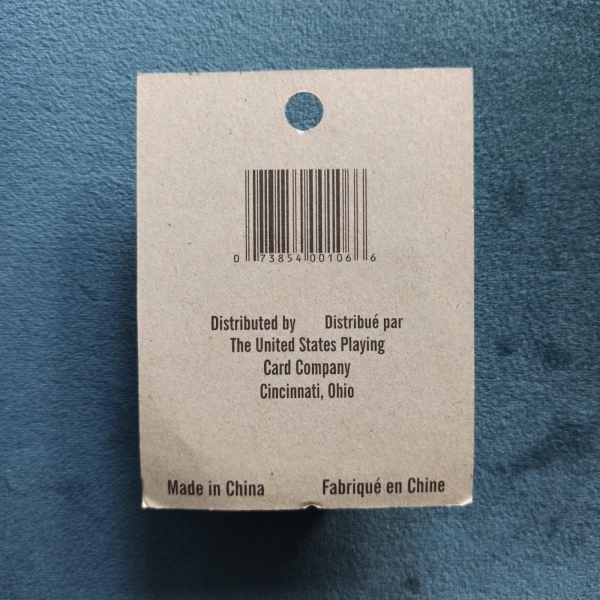 0 73854 00106 6
Distributed by Distribué par
The United States Playing
Card Company
Cincinnati, Ohio
Made in China Fabriqué en Chine